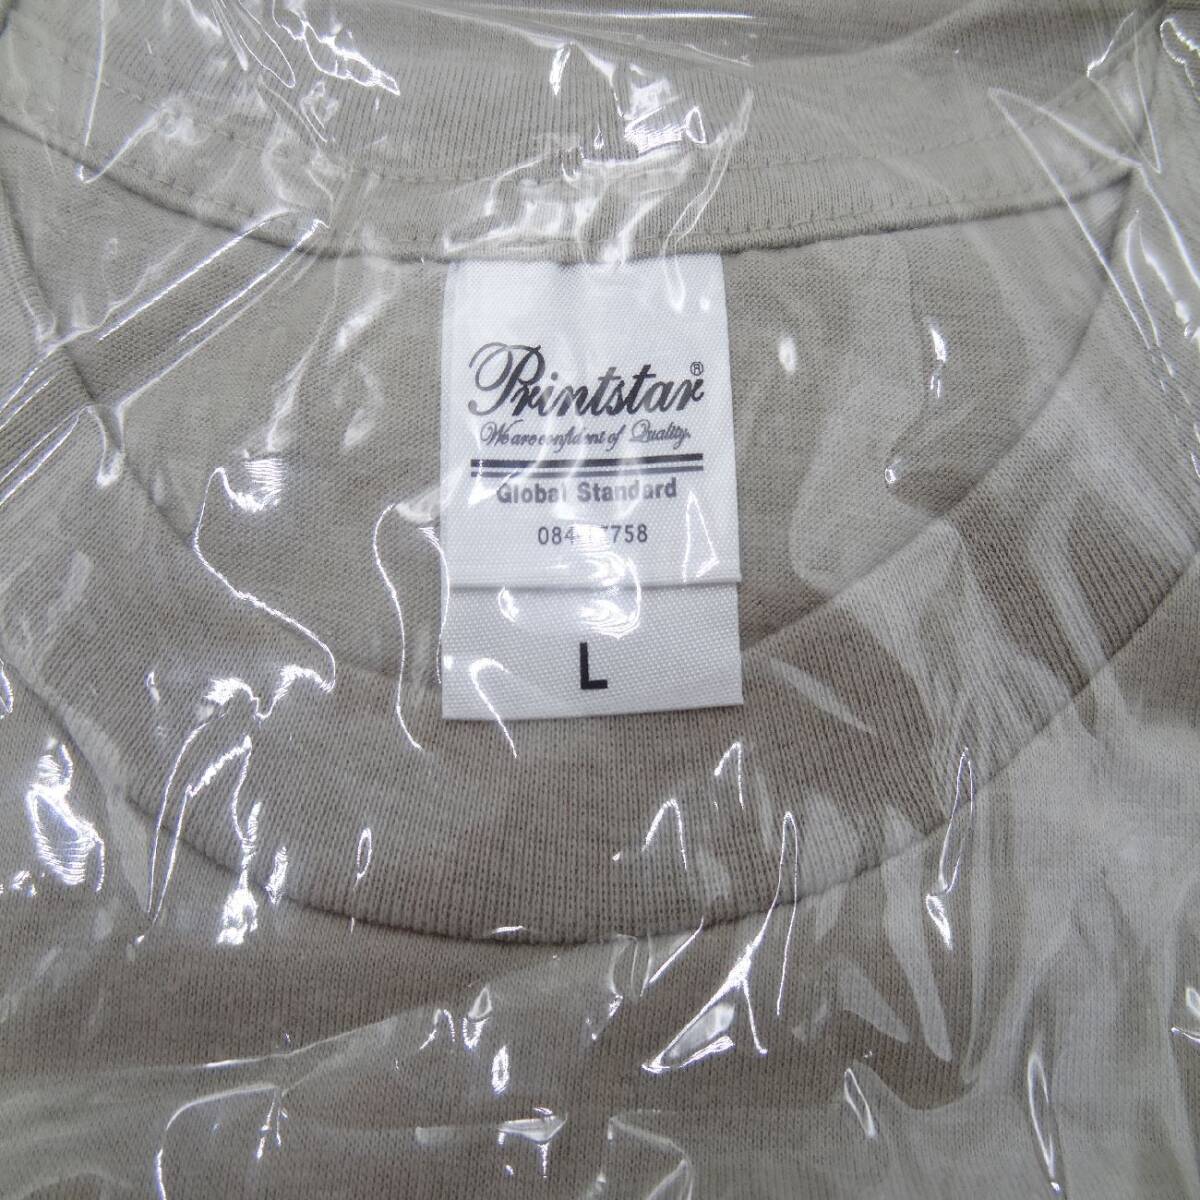 Printstar®
We are confident of Quality.
Global Standard
L